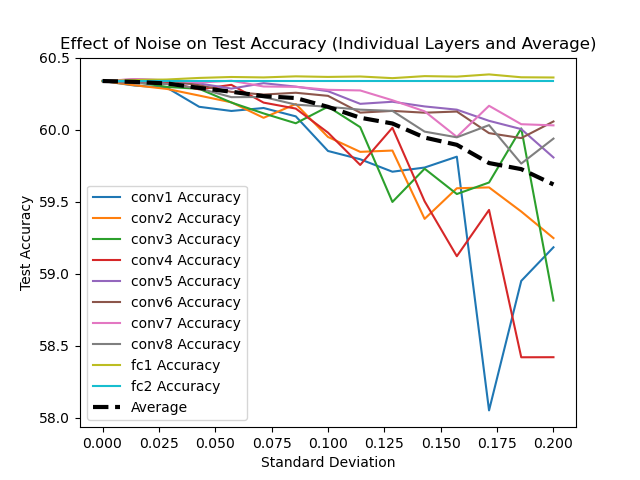 Effect of Noise on Test Accuracy (Individual Layers and Average)
60.5
60.0
59.5
59.0
58.5
58.0
Test Accuracy
conv1 Accuracy
conv2 Accuracy
conv3 Accuracy
conv4 Accuracy
conv5 Accuracy
conv6 Accuracy
conv7 Accuracy
conv8 Accuracy
fc1 Accuracy
fc2 Accuracy
Average
0.000 0.025 0.050 0.075 0.100 0.125 0.150 0.175 0.200
Standard Deviation